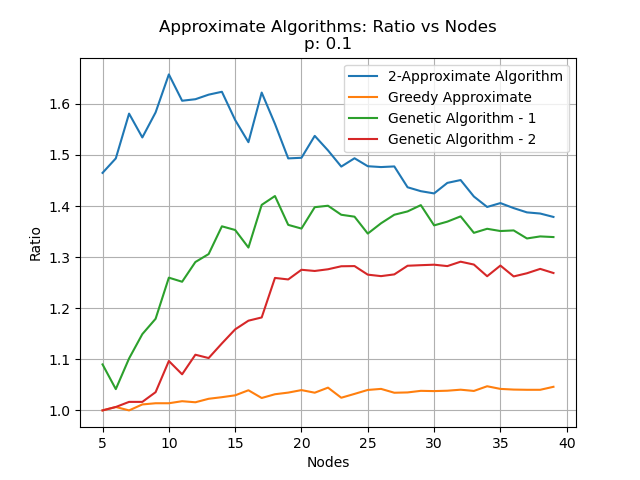 Approximate Algorithms: Ratio vs Nodes
p: 0.1
2-Approximate Algorithm
Greedy Approximate
Genetic Algorithm - 1
Genetic Algorithm - 2
1.6
1.5
1.4
1.3
1.2
1.1
1.0
Ratio
5 10 15 20 25 30 35 40
Nodes